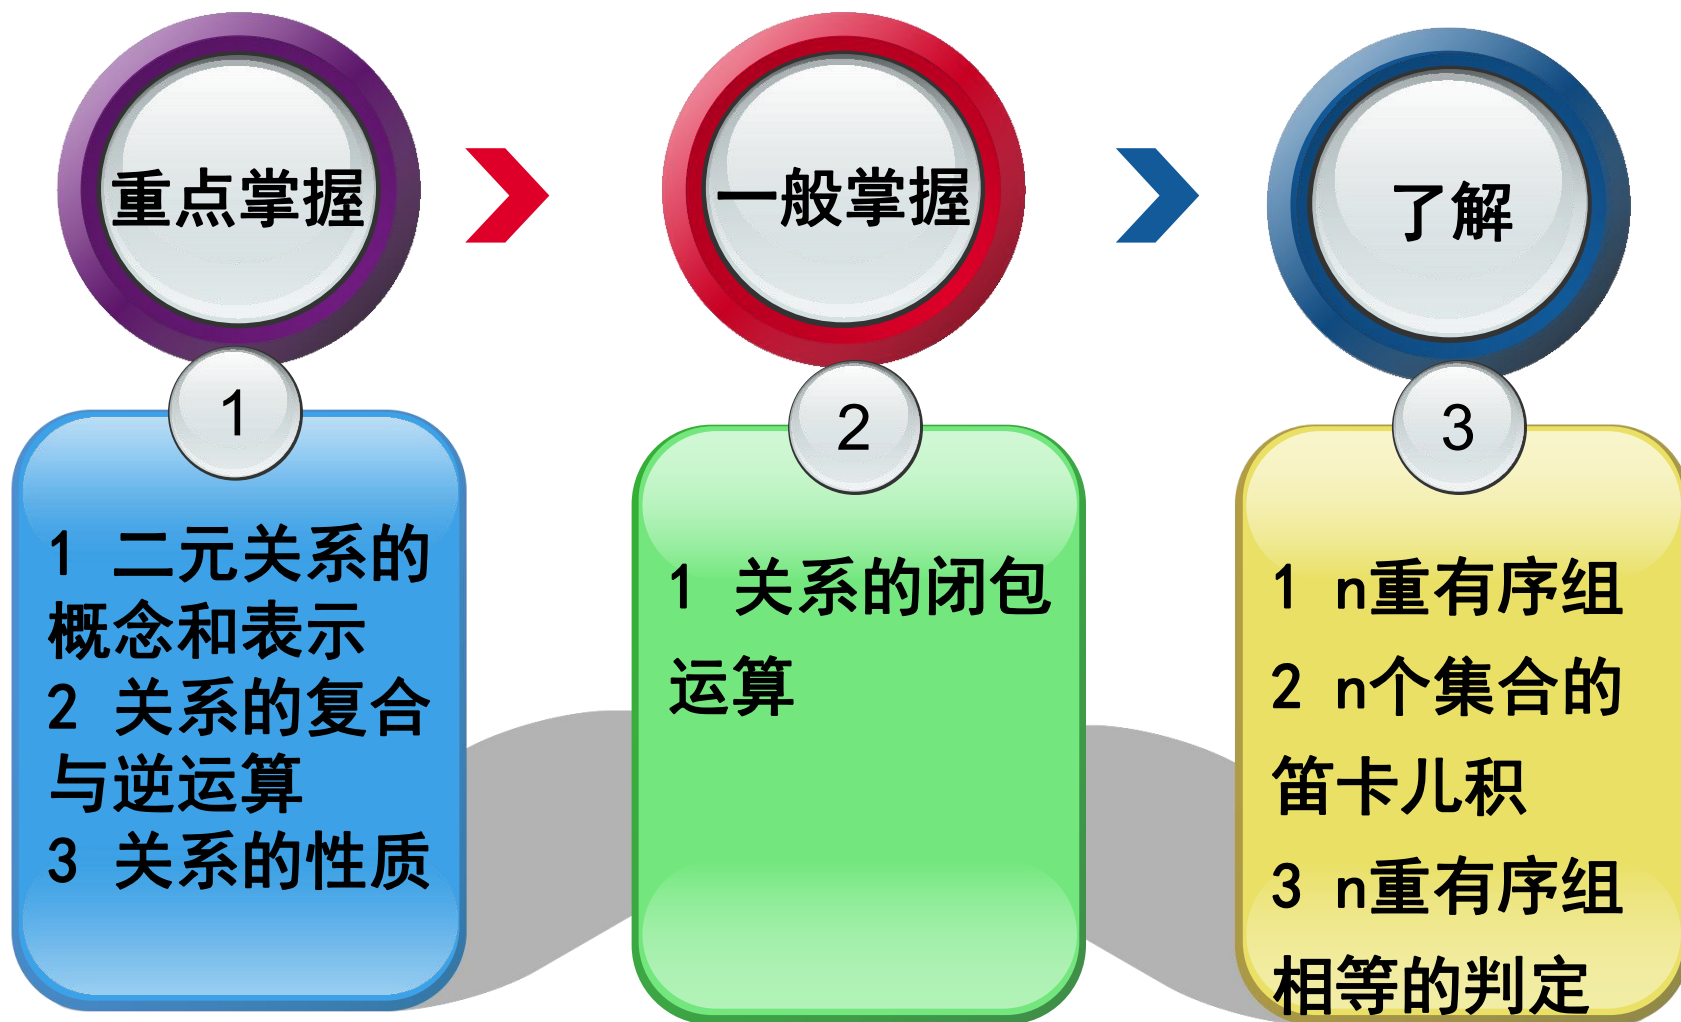 重点掌握
一般掌握
了解
1
1 二元关系的
概念和表示
2 关系的复合
与逆运算
3 关系的性质
2
1 关系的闭包
运算
3
1 n重有序组
2 n个集合的
笛卡儿积
3 n重有序组
相等的判定